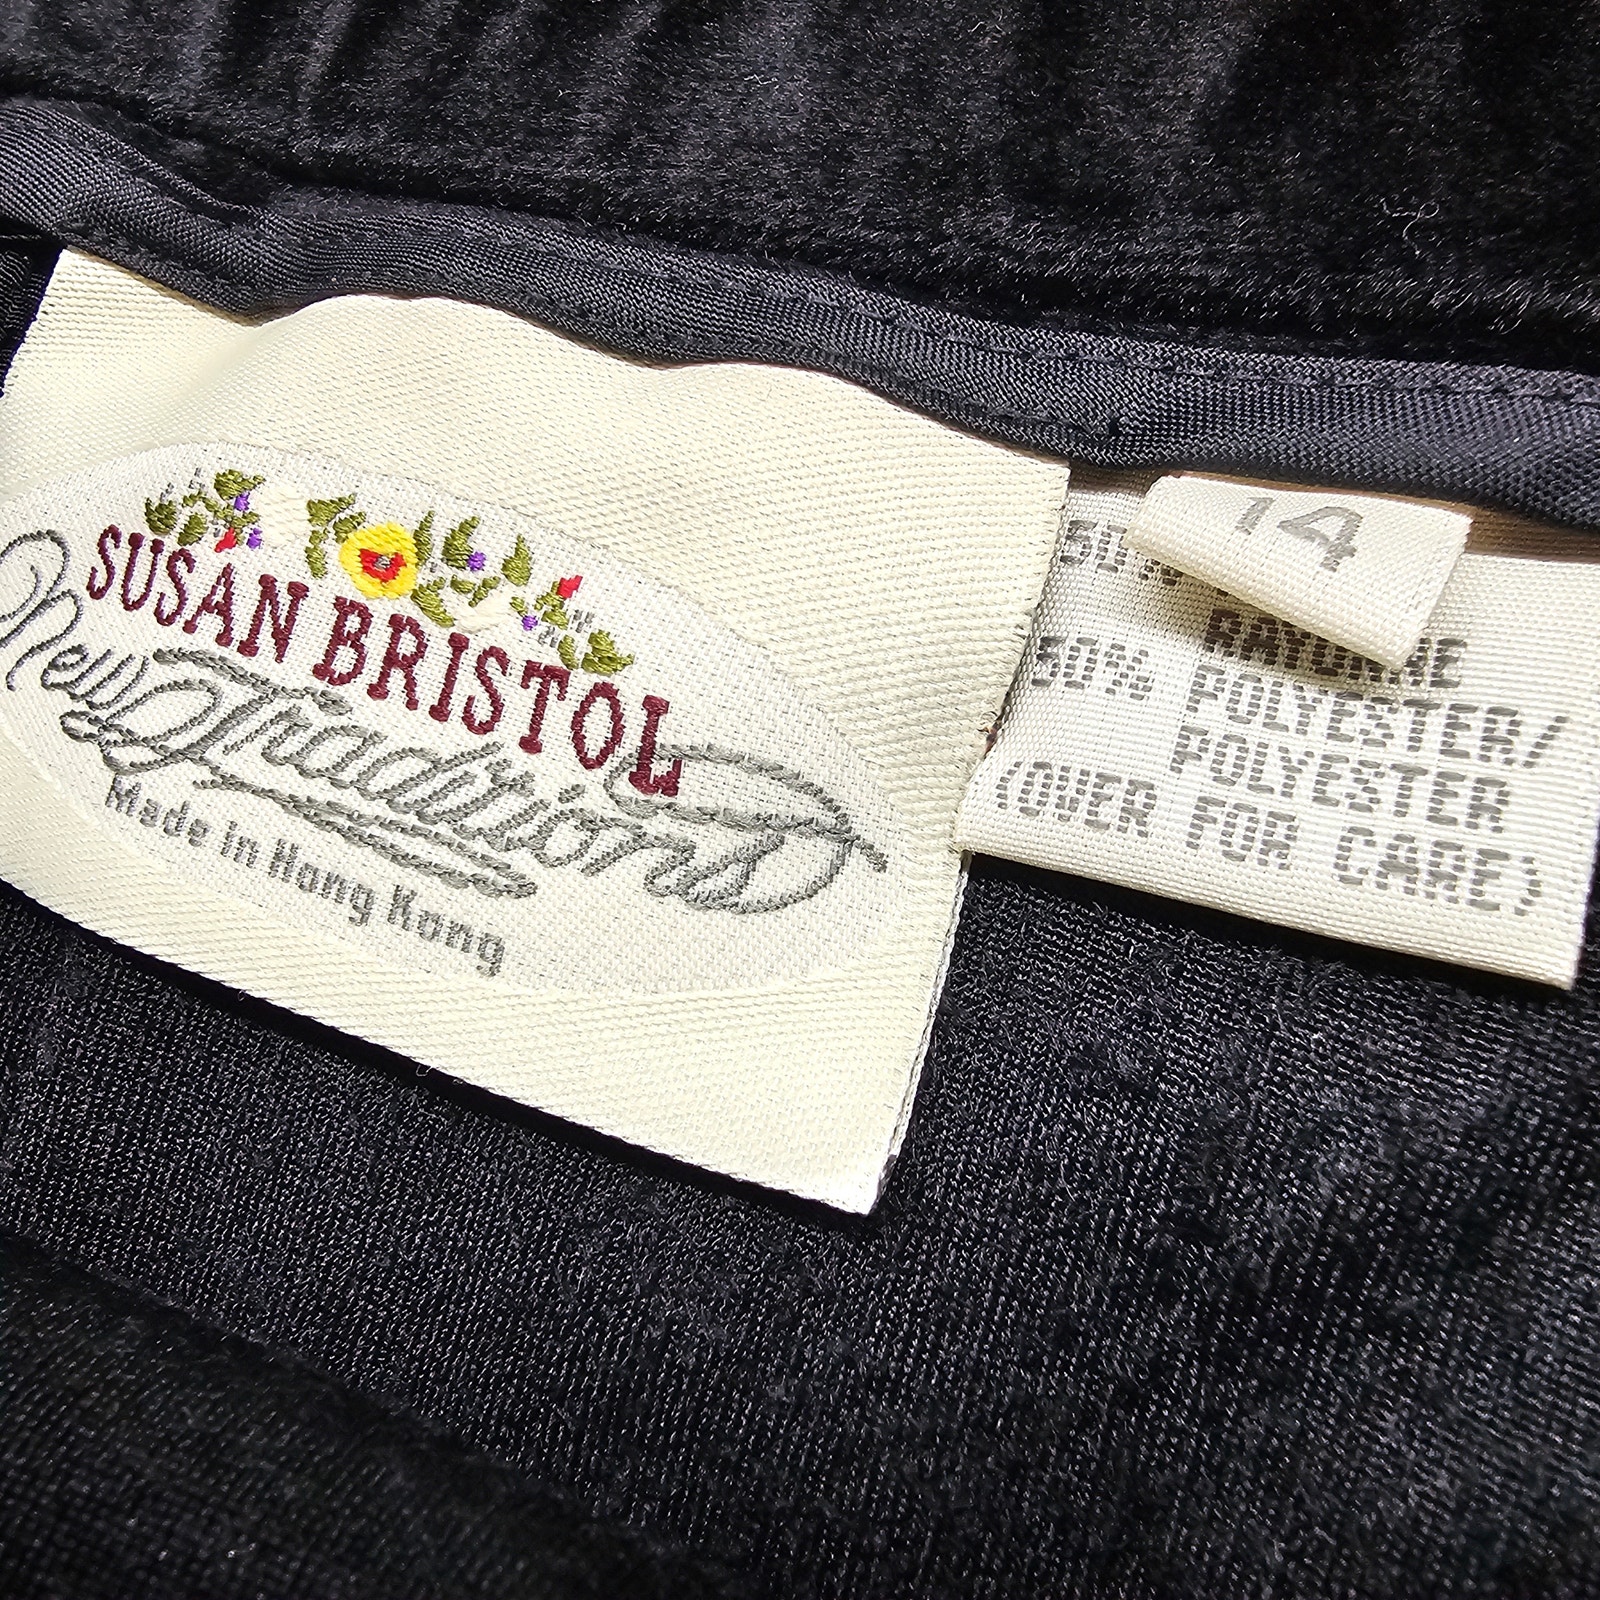 SUSAN BRISTOL
New Traditions
Made in Hong Kong
14
50% POLYESTER/
POLYESTER
(OVER FOR CARE)